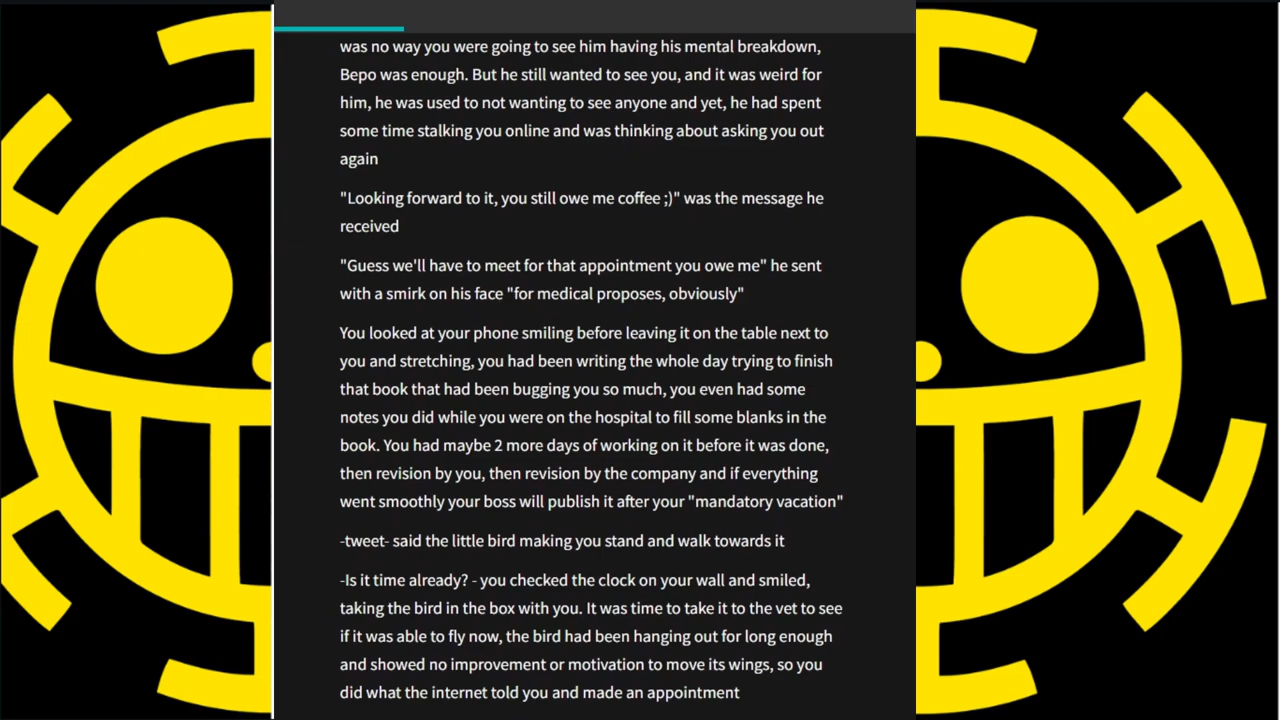 was no way you were going to see him having his mental breakdown,
Bepo was enough. But he still wanted to see you, and it was weird for
him, he was used to not wanting to see anyone and yet, he had spent
some time stalking you online and was thinking about asking you out
again
"Looking forward to it, you still owe me coffee ;)" was the message he
received
"Guess we'll have to meet for that appointment you owe me" he sent
with a smirk on his face "for medical proposes, obviously"
You looked at your phone smiling before leaving it on the table next to
you and stretching, you had been writing the whole day trying to finish
that book that had been bugging you so much, you even had some
notes you did while you were on the hospital to fill some blanks in the
book. You had maybe 2 more days of working on it before it was done,
then revision by you, then revision by the company and if everything
went smoothly your boss will publish it after your "mandatory vacation"
-tweet- said the little bird making you stand and walk towards it
-Is it time already? - you checked the clock on your wall and smiled,
taking the bird in the box with you. It was time to take it to the vet to see
if it was able to fly now, the bird had been hanging out for long enough
and showed no improvement or motivation to move its wings, so you
did what the internet told you and made an appointment